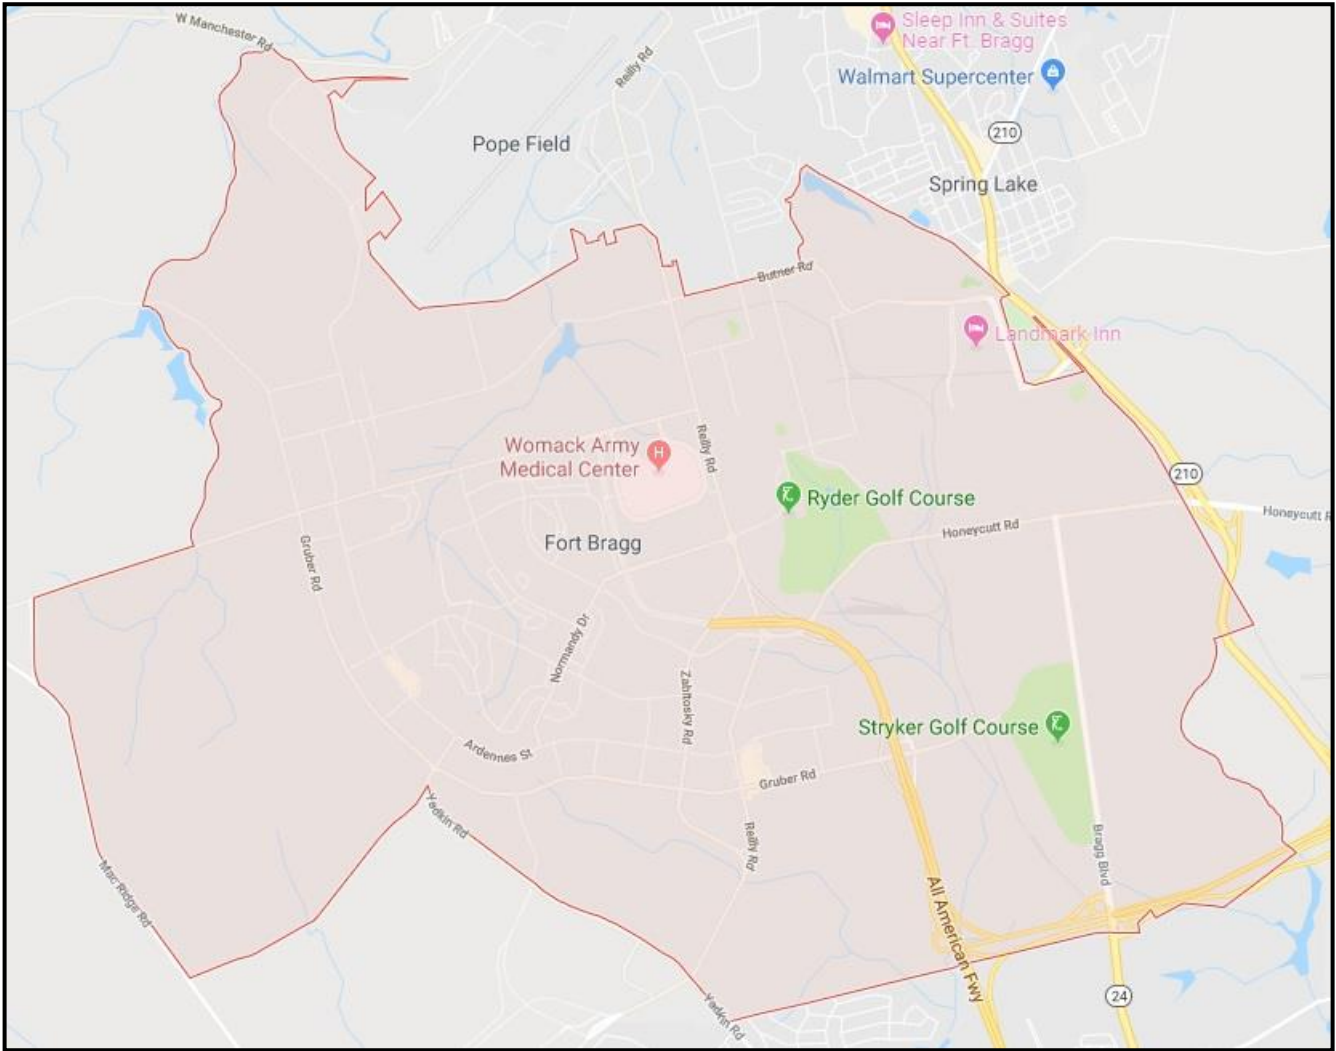 W Manchester Rd
Sleep Inn & Suites
Near Ft. Bragg
Reilly Rd
Walmart Supercenter
210
Pope Field
Spring Lake
Butner Rd
Landmark Inn
Womack Army
Medical Center
H
Reilly Rd
210
Ryder Golf Course
Honeycutt R
Honeycutt Rd
Fort Bragg
Gruber Rd
Normandy Dr
Zabitosky Rd
Stryker Golf Course
Ardennes St
Gruber Rd
Yadkin Rd
Reilly Rd
Bragg Blvd
Mac Ridge Rd
All American Fwy
24
Yadkin Rd